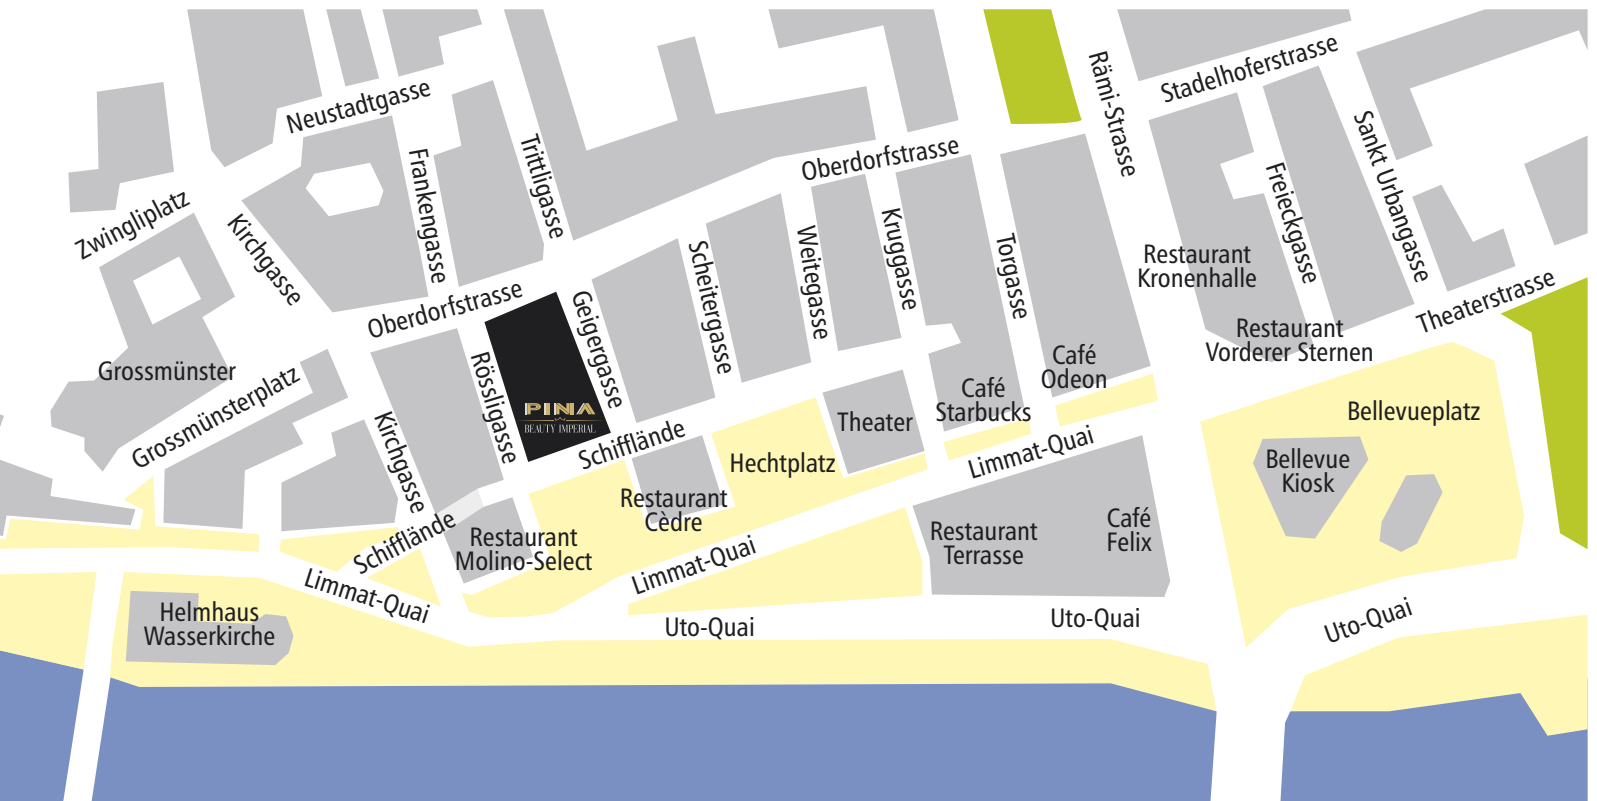 Neustadtgasse
Frankengasse
Trittligasse
Oberdorfstrasse
Rämi-Strasse
Stadelhoferstrasse
Sankt Urbangasse
Freieckgasse
Zwingliplatz
Kirchgasse
Oberdorfstrasse
Geigergasse
Scheitergasse
Weitegasse
Kruggasse
Torgasse
Restaurant
Kronenhalle
Restaurant
Vorderer Sternen
Theaterstrasse
Grossmünster
Grossmünsterplatz
Kirchgasse
Rössligasse
PINA
BEAUTY IMPERIAL
Schifflände
Theater
Café
Starbucks
Café
Odeon
Bellevueplatz
Hechtplatz
Limmat-Quai
Bellevue
Kiosk
Restaurant
Cèdre
Schifflände
Restaurant
Molino-Select
Limmat-Quai
Restaurant
Terrasse
Café
Felix
Limmat-Quai
Helmhaus
Wasserkirche
Uto-Quai
Uto-Quai
Uto-Quai